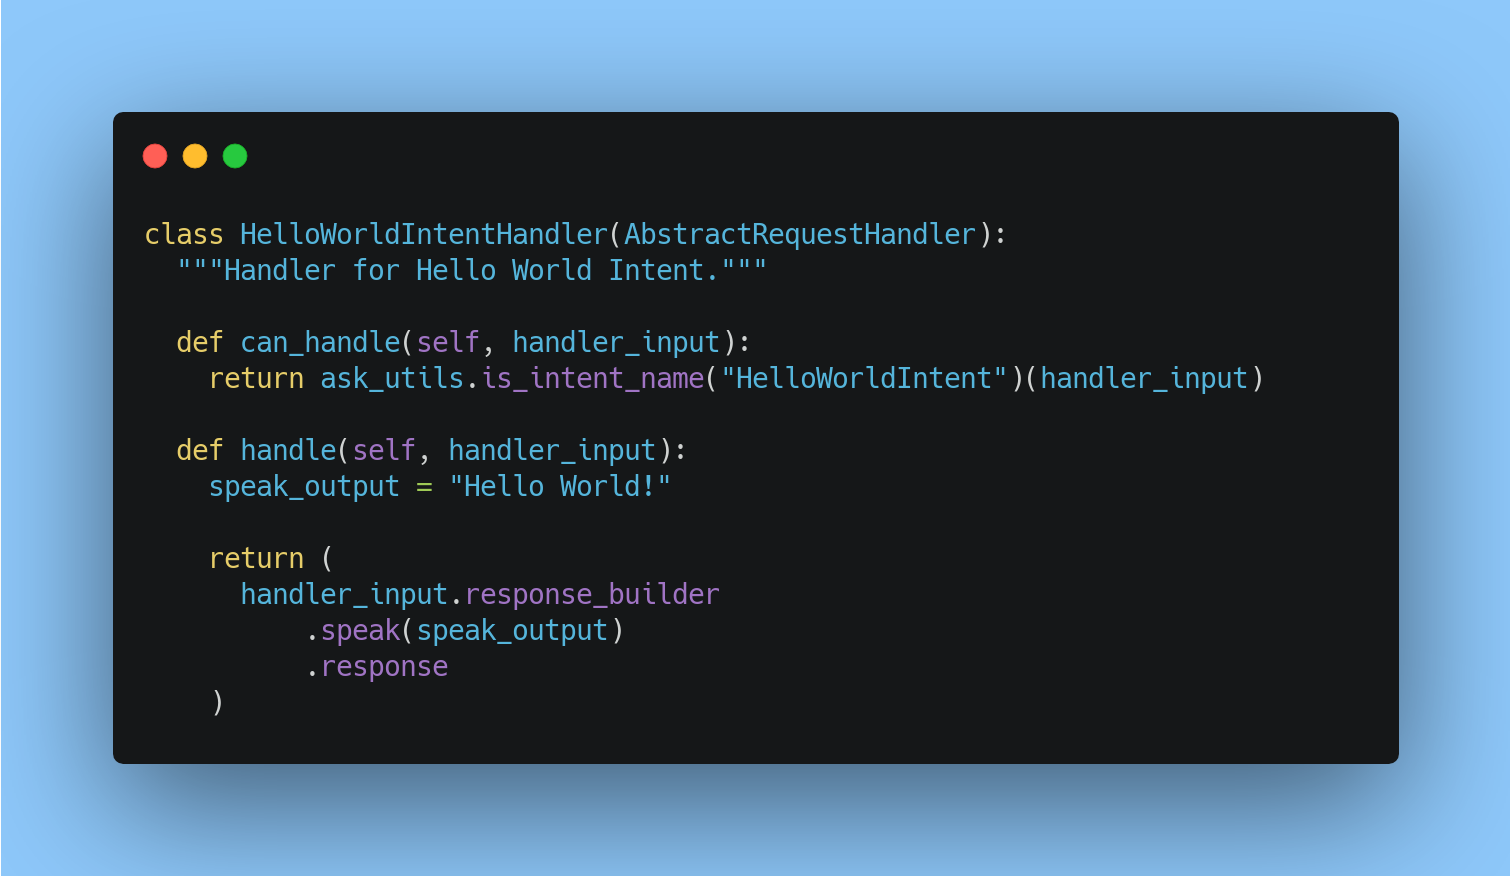 class HelloWorldIntentHandler(AbstractRequestHandler):
  """Handler for Hello World Intent."""

  def can_handle(self, handler_input):
    return ask_utils.is_intent_name("HelloWorldIntent")(handler_input)

  def handle(self, handler_input):
    speak_output = "Hello World!"

    return (
      handler_input.response_builder
          .speak(speak_output)
          .response
    )